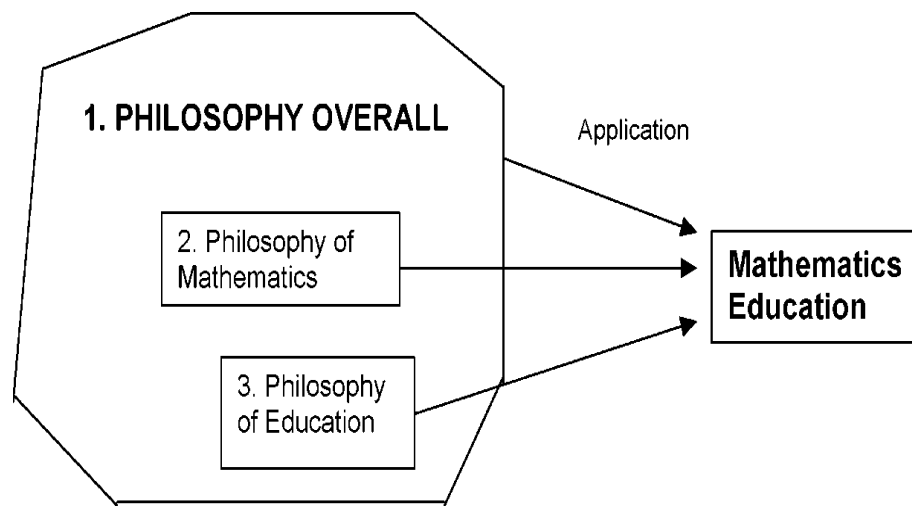 1. PHILOSOPHY OVERALL
Application
2. Philosophy of
Mathematics
Mathematics
Education
3. Philosophy
of Education